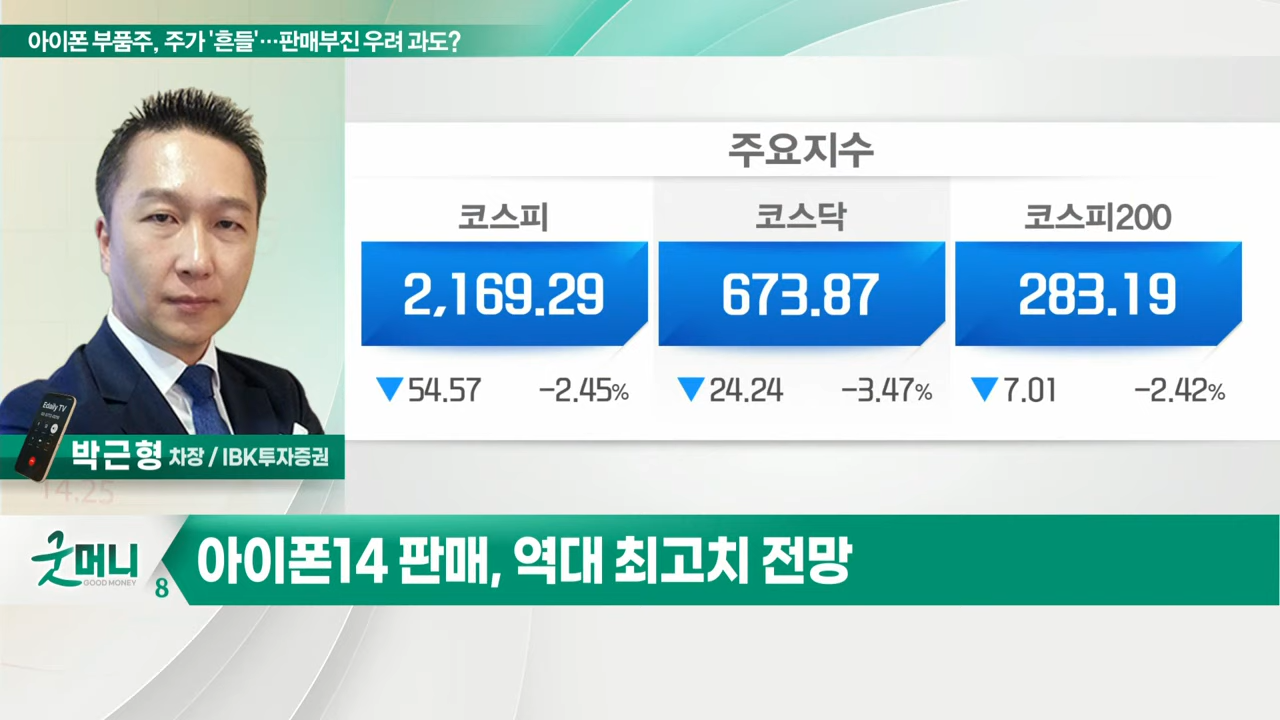 아이폰 부품주, 주가 '흔들'…판매부진 우려 과도?
주요지수
코스피 코스닥 코스피200
2,169.29 673.87 283.19
▼54.57 -2.45% ▼24.24 -3.47% ▼7.01 -2.42%
Edaily TV
박근형 차장 / IBK투자증권
14.25
굿머니
GOOD MONEY
8
아이폰14 판매, 역대 최고치 전망